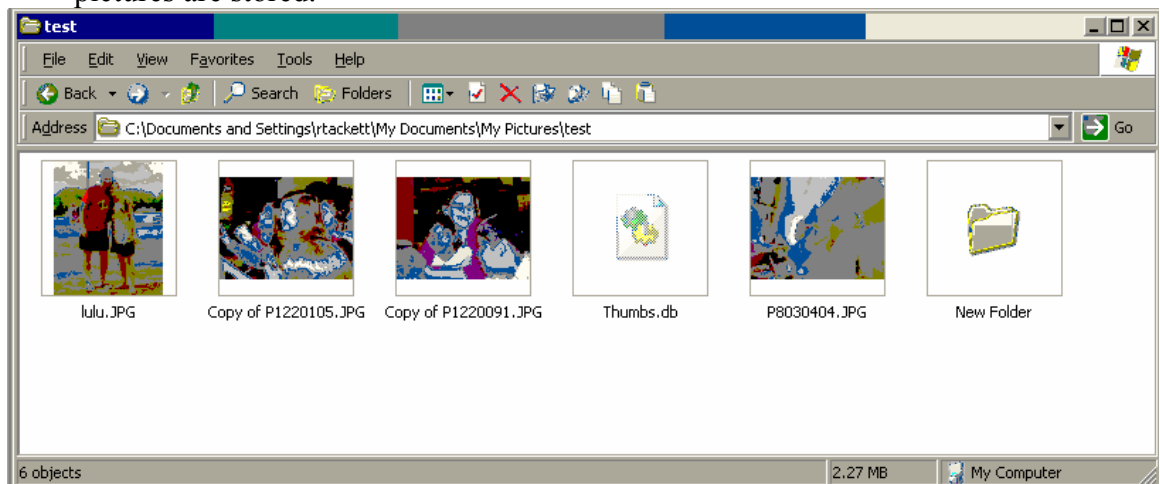 pictures are stored.
test
File Edit View Favorites Tools Help
Back Search Folders
Address C:\Documents and Settings\rtackett\My Documents\My Pictures\test Go
lulu.JPG Copy of P1220105.JPG Copy of P1220091.JPG Thumbs.db P8030404.JPG New Folder
6 objects 2.27 MB My Computer